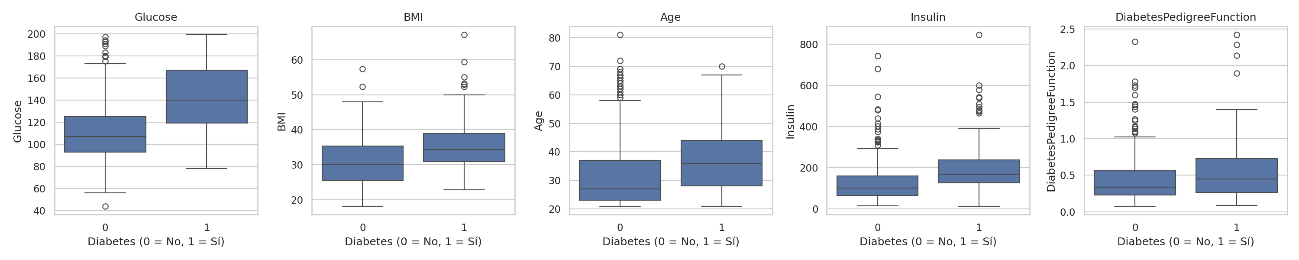 Glucose
200
180
160
140
120
100
80
60
40
Glucose
0
1
Diabetes (0 = No, 1 = Sí)
BMI
60
50
40
30
20
BMI
0
1
Diabetes (0 = No, 1 = Sí)
Age
80
70
60
50
40
30
20
Age
0
1
Diabetes (0 = No, 1 = Sí)
Insulin
800
600
400
200
0
Insulin
0
1
Diabetes (0 = No, 1 = Sí)
DiabetesPedigreeFunction
2.5
2.0
1.5
1.0
0.5
0.0
DiabetesPedigreeFunction
0
1
Diabetes (0 = No, 1 = Sí)